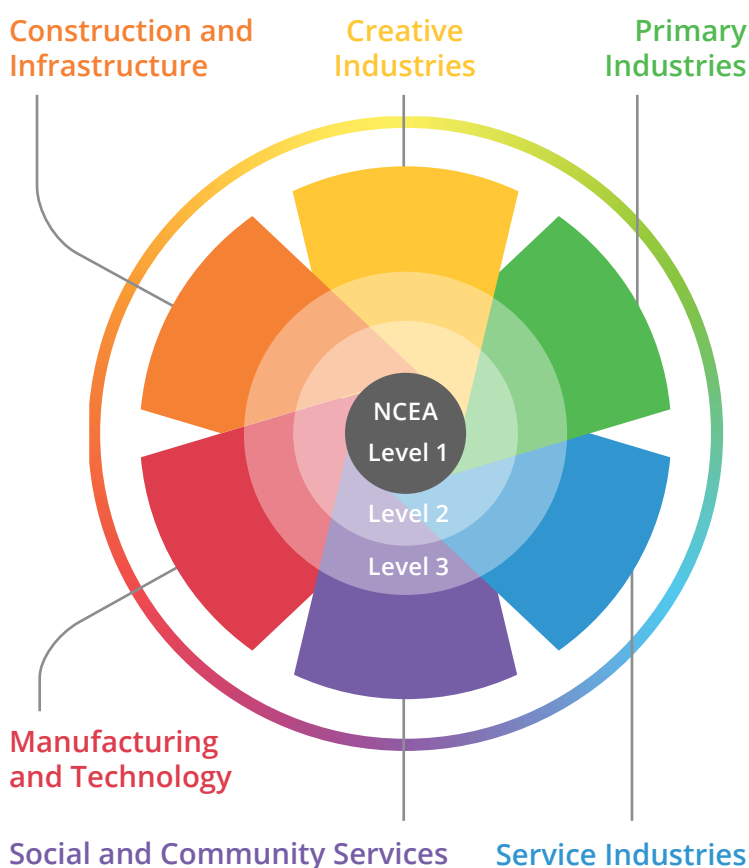 Construction and
Infrastructure
Creative
Industries
Primary
Industries
NCEA
Level 1
Level 2
Level 3
Manufacturing
and Technology
Social and Community Services
Service Industries